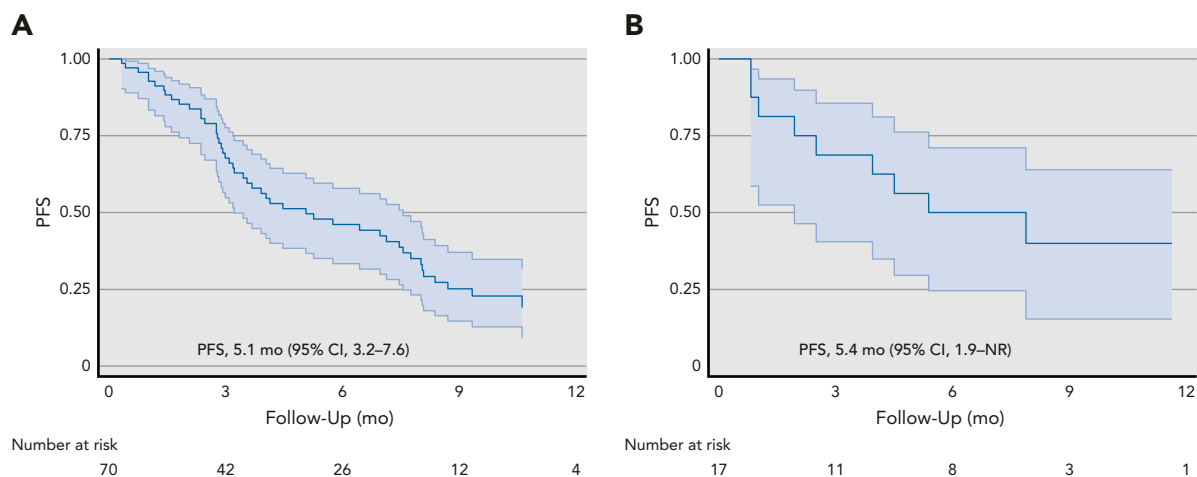 A
1.00
0.75
0.50
0.25
0
PFS
PFS, 5.1 mo (95% CI, 3.2–7.6)
0 3 6 9 12
Follow-Up (mo)
Number at risk
70 42 26 12 4
B
1.00
0.75
0.50
0.25
0
PFS
PFS, 5.4 mo (95% CI, 1.9–NR)
0 3 6 9 12
Follow-Up (mo)
Number at risk
17 11 8 3 1